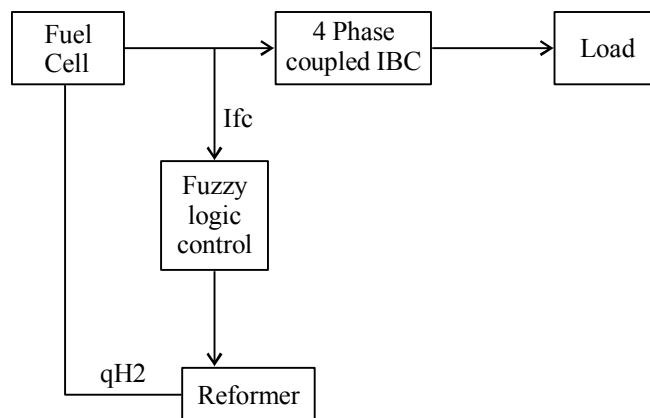 Fuel
Cell
4 Phase
coupled IBC
Load
Ifc
Fuzzy
logic
control
qH2
Reformer